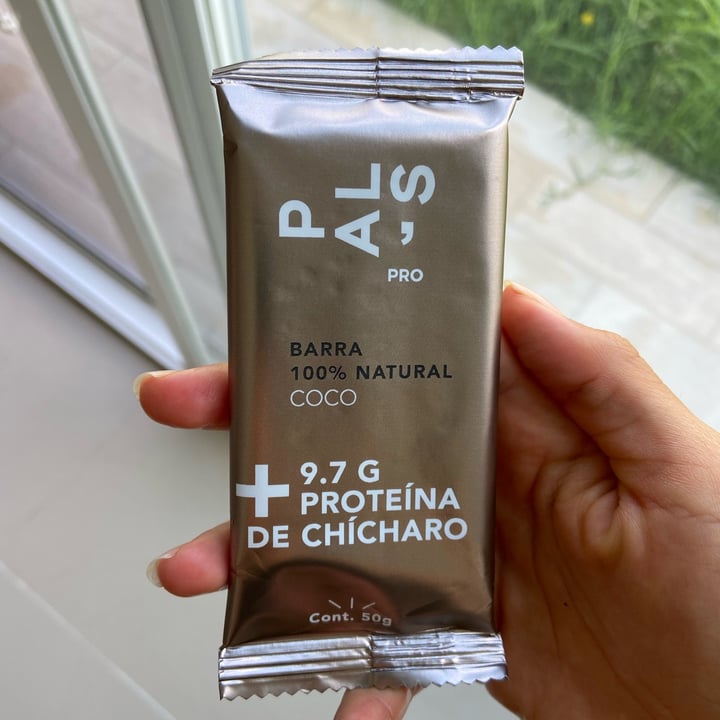 PAL'S
PRO
BARRA
100% NATURAL
COCO
+ 9.7 G
PROTEÍNA
DE CHÍCHARO
Cont. 50g